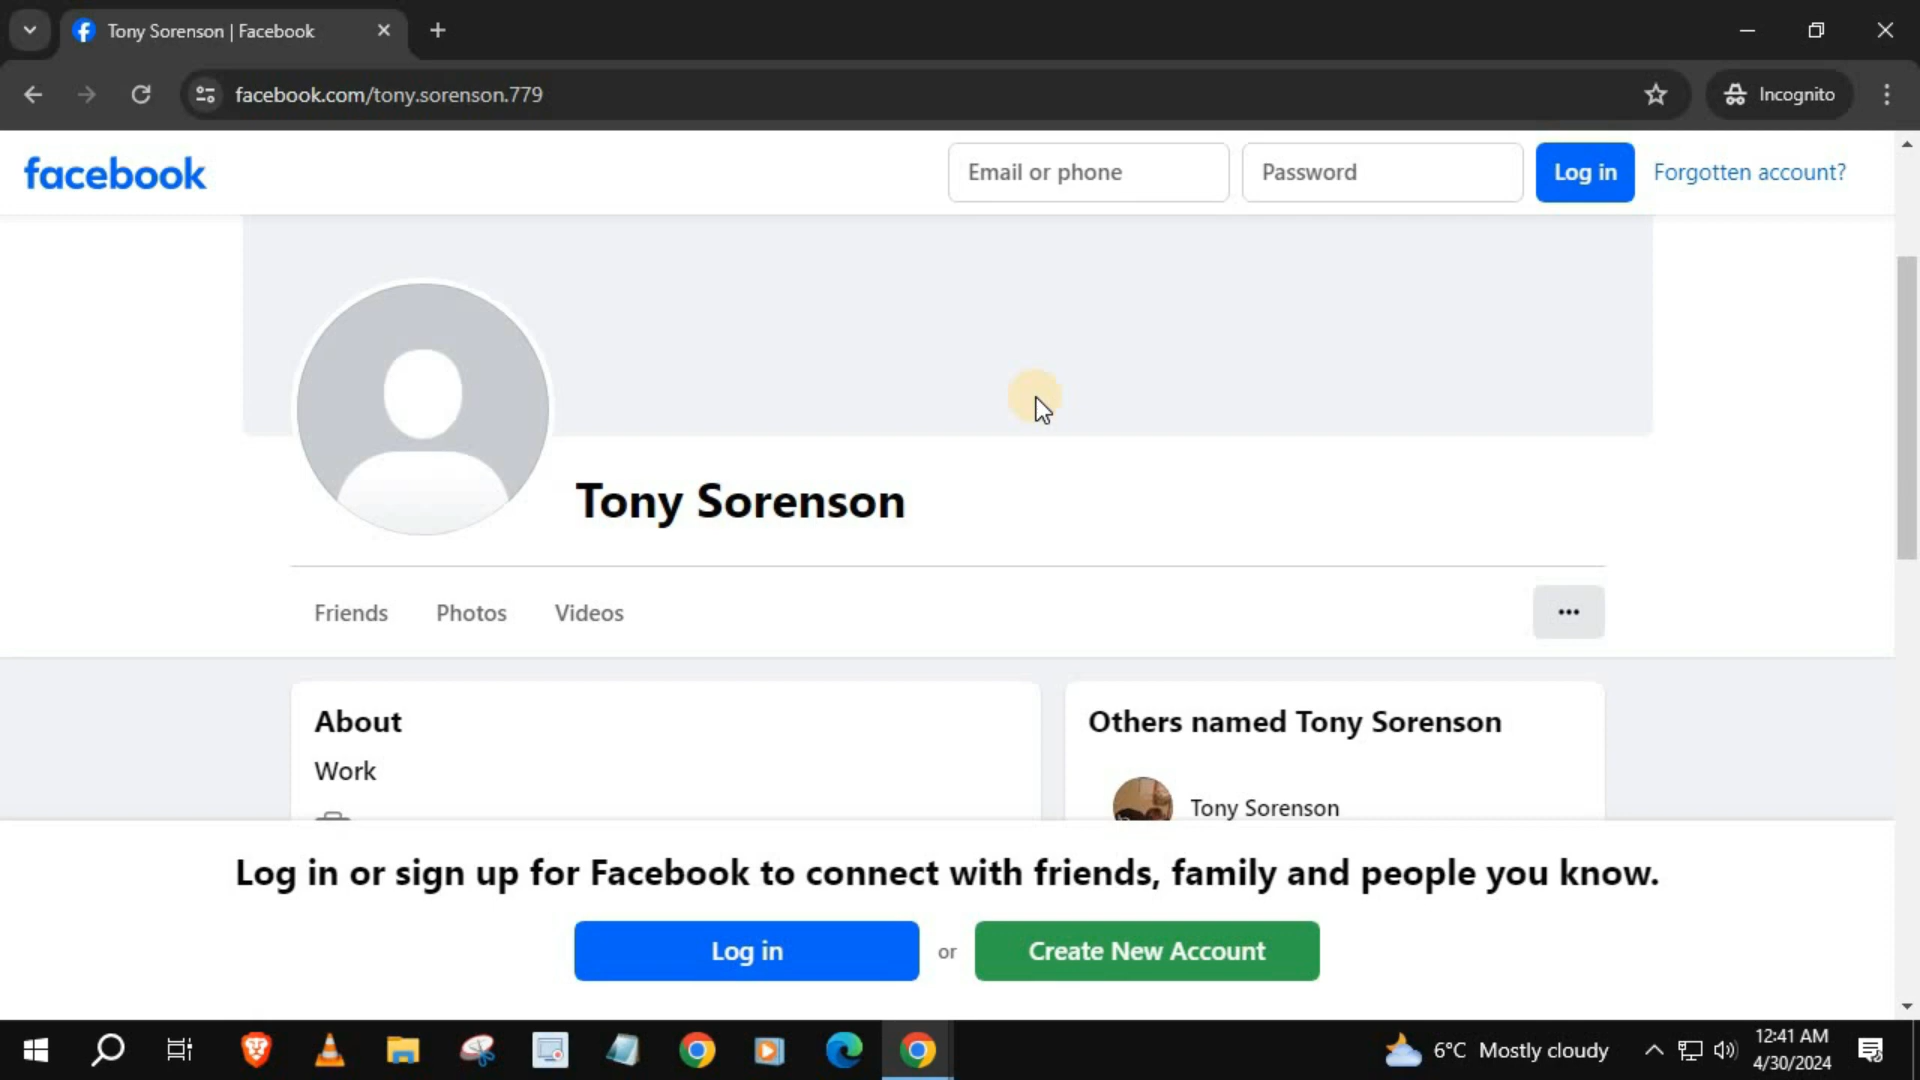 Tony Sorenson | Facebook
facebook.com/tony.sorenson.779
Incognito
facebook
Email or phone
Password
Log in
Forgotten account?
Tony Sorenson
Friends
Photos
Videos
About
Work
Others named Tony Sorenson
Tony Sorenson
Log in or sign up for Facebook to connect with friends, family and people you know.
Log in
or
Create New Account
6°C Mostly cloudy
12:41 AM
4/30/2024